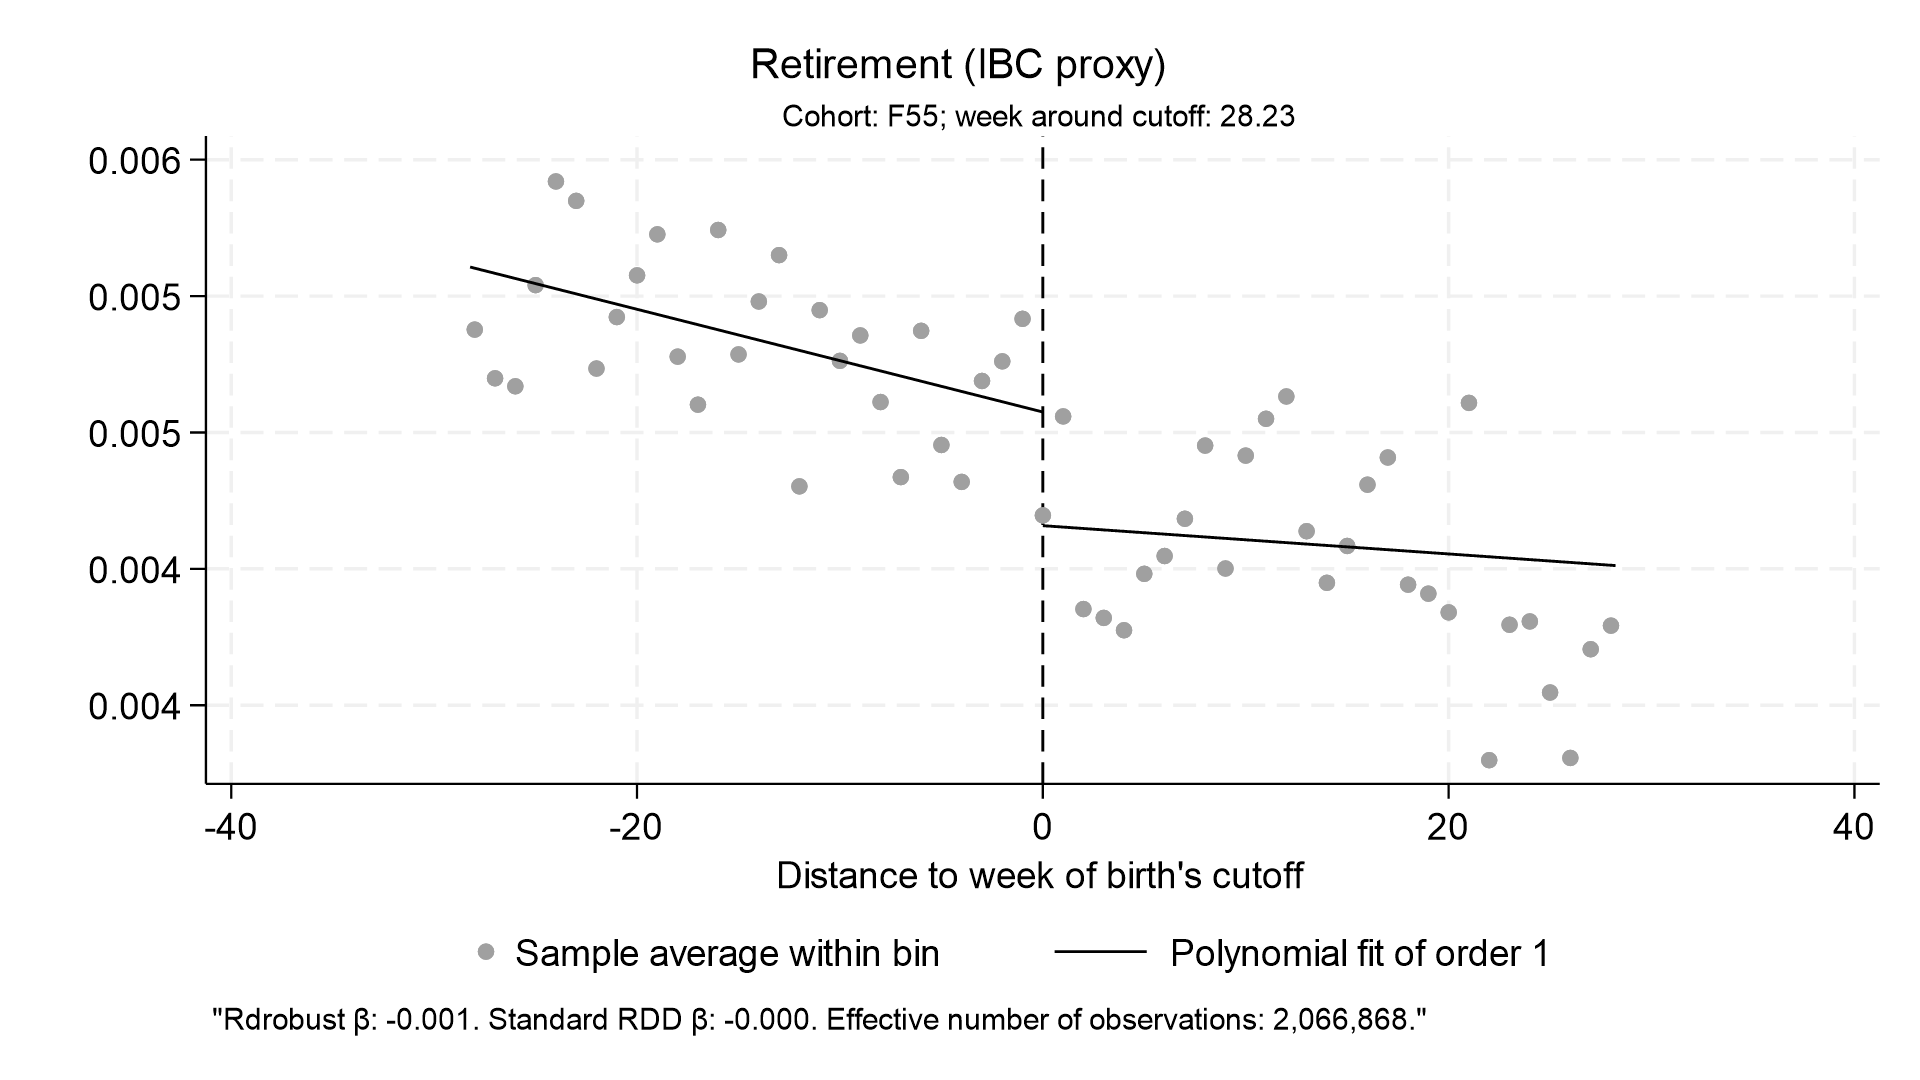 Retirement (IBC proxy)
Cohort: F55; week around cutoff: 28.23
0.006
0.005
0.005
0.004
0.004
-40 -20 0 20 40
Distance to week of birth's cutoff
Sample average within bin Polynomial fit of order 1
"Rdrobust β: -0.001. Standard RDD β: -0.000. Effective number of observations: 2,066,868."